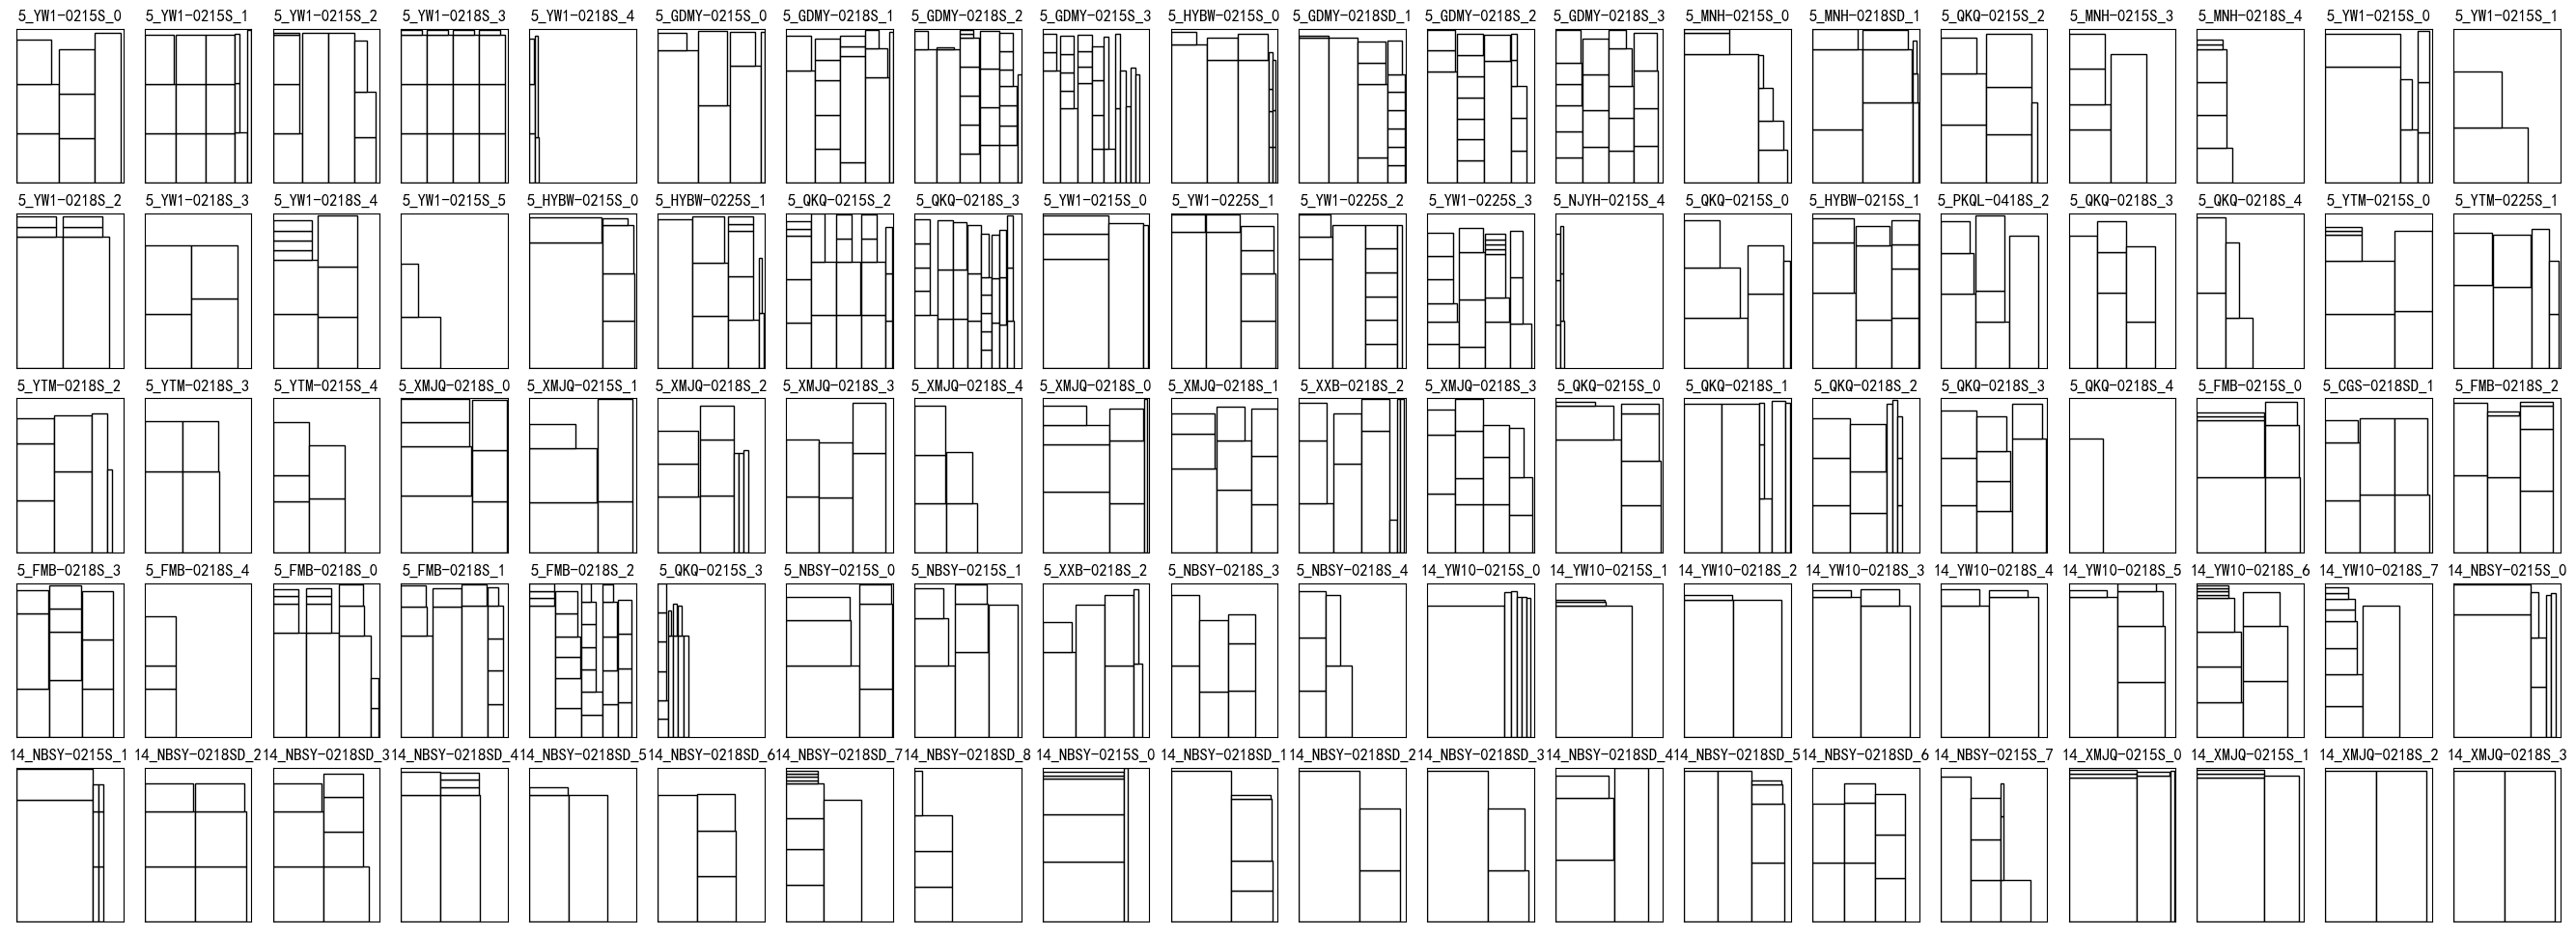 5_YW1-0215S_0 5_YW1-0215S_1 5_YW1-0215S_2 5_YW1-0218S_3 5_YW1-0218S_4 5_GDMY-0215S_0 5_GDMY-0218S_1 5_GDMY-0218S_2 5_GDMY-0215S_3 5_HYBW-0215S_0 5_GDMY-0218SD_1 5_GDMY-0218S_2 5_GDMY-0218S_3 5_MNH-0215S_0 5_MNH-0218SD_1 5_QKQ-0215S_2 5_MNH-0215S_3 5_MNH-0218S_4 5_YW1-0215S_0 5_YW1-0215S_1
5_YW1-0218S_2 5_YW1-0218S_3 5_YW1-0218S_4 5_YW1-0215S_5 5_HYBW-0215S_0 5_HYBW-0225S_1 5_QKQ-0215S_2 5_QKQ-0218S_3 5_YW1-0215S_0 5_YW1-0225S_1 5_YW1-0225S_2 5_YW1-0225S_3 5_NJYH-0215S_4 5_QKQ-0215S_0 5_HYBW-0215S_1 5_PKQL-0418S_2 5_QKQ-0218S_3 5_QKQ-0218S_4 5_YTM-0215S_0 5_YTM-0225S_1
5_YTM-0218S_2 5_YTM-0218S_3 5_YTM-0215S_4 5_XMJQ-0218S_0 5_XMJQ-0215S_1 5_XMJQ-0218S_2 5_XMJQ-0218S_3 5_XMJQ-0218S_4 5_XMJQ-0218S_0 5_XMJQ-0218S_1 5_XXB-0218S_2 5_XMJQ-0218S_3 5_QKQ-0215S_0 5_QKQ-0218S_1 5_QKQ-0218S_2 5_QKQ-0218S_3 5_QKQ-0218S_4 5_FMB-0215S_0 5_CGS-0218SD_1 5_FMB-0218S_2
5_FMB-0218S_3 5_FMB-0218S_4 5_FMB-0218S_0 5_FMB-0218S_1 5_FMB-0218S_2 5_QKQ-0215S_3 5_NBSY-0215S_0 5_NBSY-0215S_1 5_XXB-0218S_2 5_NBSY-0218S_3 5_NBSY-0218S_4 14_YW10-0215S_0 14_YW10-0215S_1 14_YW10-0218S_2 14_YW10-0218S_3 14_YW10-0218S_4 14_YW10-0218S_5 14_YW10-0218S_6 14_YW10-0218S_7 14_NBSY-0215S_0
14_NBSY-0215S_1 14_NBSY-0218SD_2 14_NBSY-0218SD_3 14_NBSY-0218SD_4 14_NBSY-0218SD_5 14_NBSY-0218SD_6 14_NBSY-0218SD_7 14_NBSY-0218SD_8 14_NBSY-0215S_0 14_NBSY-0218SD_1 14_NBSY-0218SD_2 14_NBSY-0218SD_3 14_NBSY-0218SD_4 14_NBSY-0218SD_5 14_NBSY-0218SD_6 14_NBSY-0215S_7 14_XMJQ-0215S_0 14_XMJQ-0215S_1 14_XMJQ-0218S_2 14_XMJQ-0218S_3